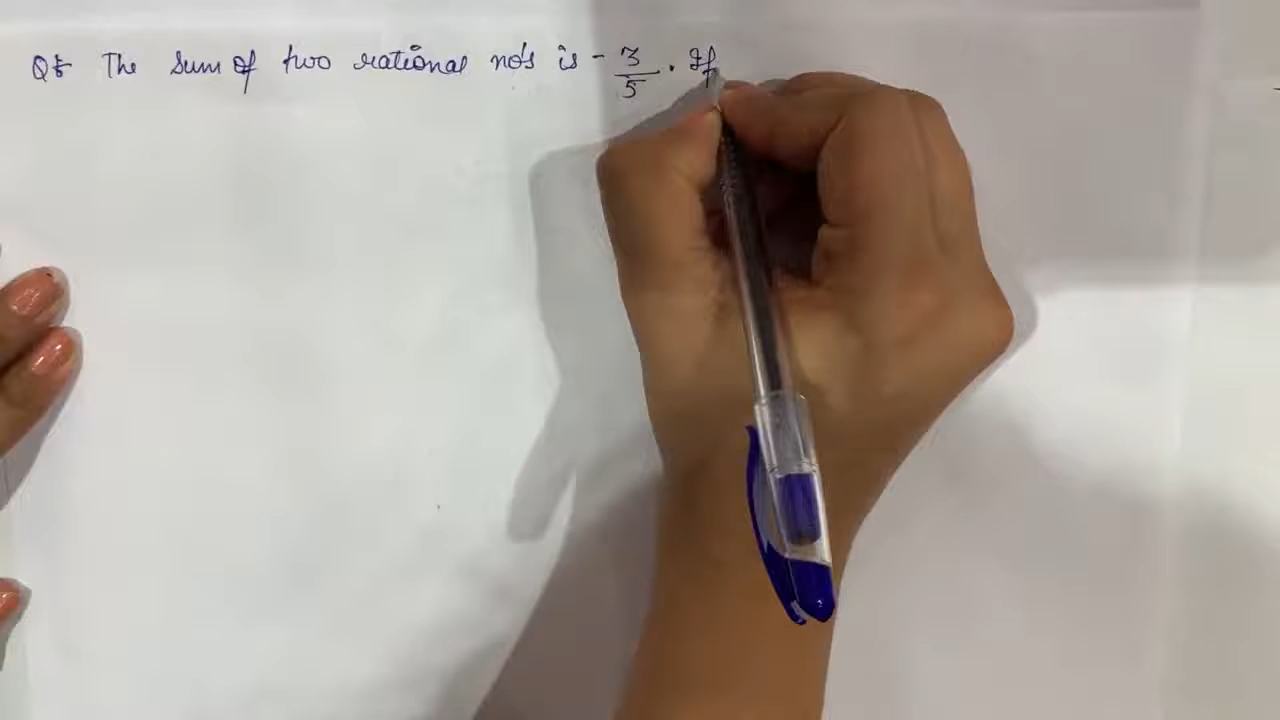 Q8 The sum of two rational no's is - 3/5 . If